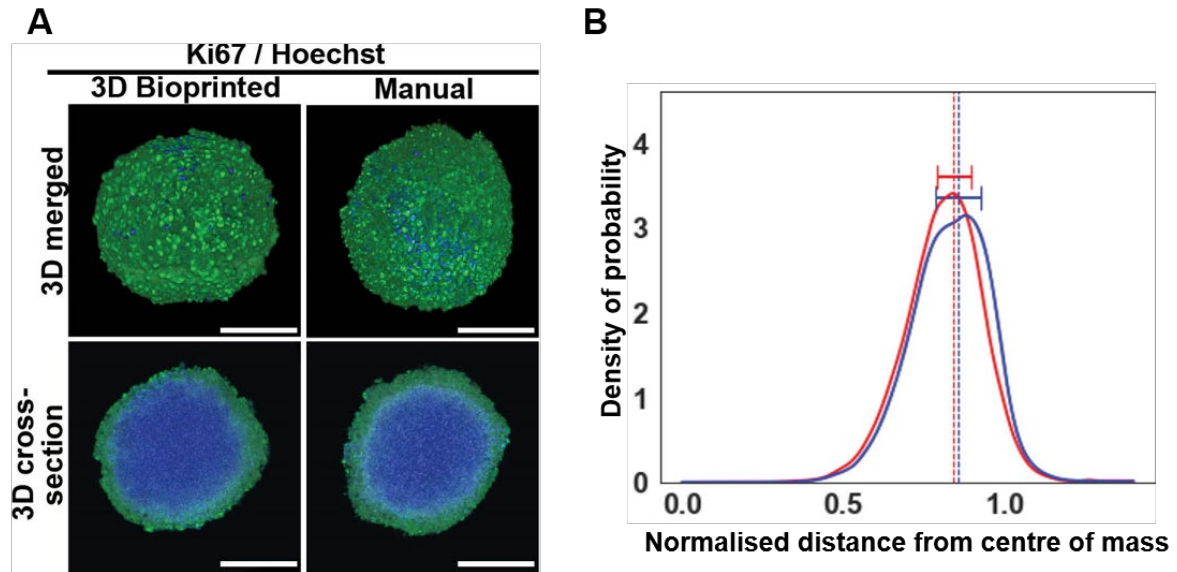 A
B
Ki67 / Hoechst
3D Bioprinted
Manual
3D merged
3D cross-
section
Density of probability
4
3
2
1
0
0.0
0.5
1.0
Normalised distance from centre of mass